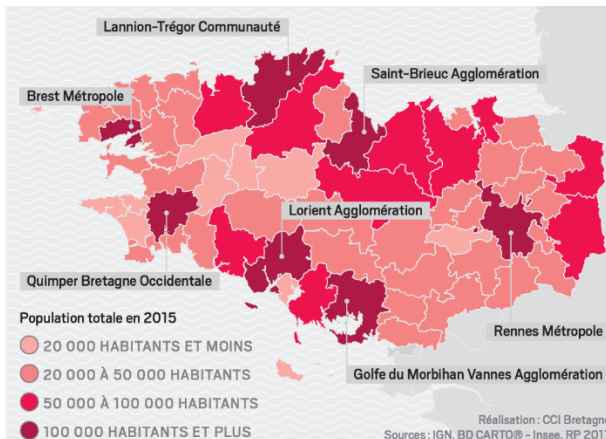 Lannion-Trégor Communauté
Saint-Brieuc Agglomération
Brest Métropole
Lorient Agglomération
Quimper Bretagne Occidentale
Rennes Métropole
Golfe du Morbihan Vannes Agglomération
Population totale en 2015
20 000 HABITANTS ET MOINS
20 000 À 50 000 HABITANTS
50 000 À 100 000 HABITANTS
100 000 HABITANTS ET PLUS
Réalisation : CCI Bretagne
Sources : IGN, BD CARTO® - Insee, RP 2011